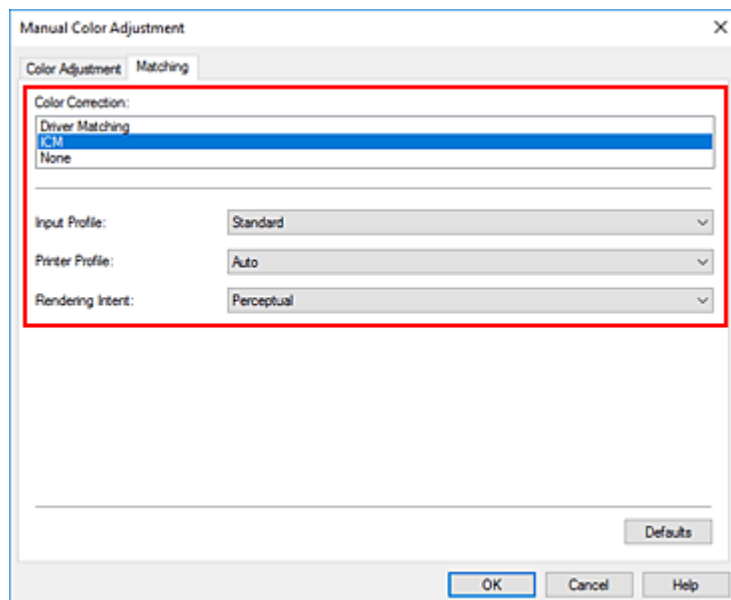 Manual Color Adjustment
Color Adjustment Matching
Color Correction:
Driver Matching
ICM
None
Input Profile: Standard
Printer Profile: Auto
Rendering Intent: Perceptual
Defaults
OK Cancel Help